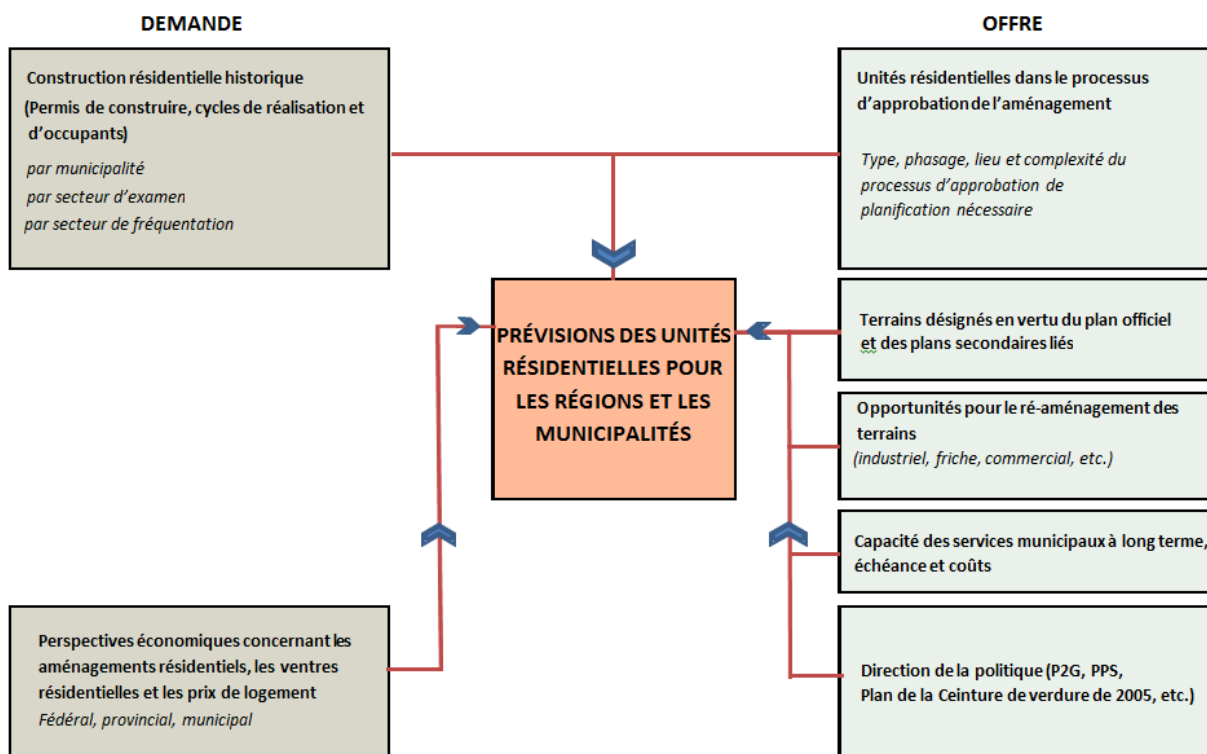 DEMANDE
Construction résidentielle historique
(Permis de construire, cycles de réalisation et
d’occupants)
par municipalité
par secteur d’examen
par secteur de fréquentation
Perspectives économiques concernant les
aménagements résidentiels, les ventres
résidentielles et les prix de logement
Fédéral, provincial, municipal
PRÉVISIONS DES UNITÉS
RÉSIDENTIELLES POUR
LES RÉGIONS ET LES
MUNICIPALITÉS
OFFRE
Unités résidentielles dans le processus
d’approbation de l’aménagement
Type, phasage, lieu et complexité du
processus d’approbation de
planification nécessaire
Terrains désignés en vertu du plan officiel
et des plans secondaires liés
Opportunités pour le ré-aménagement des
terrains
(industriel, friche, commercial, etc.)
Capacité des services municipaux à long terme,
échéance et coûts
Direction de la politique (P2G, PPS,
Plan de la Ceinture de verdure de 2005, etc.)